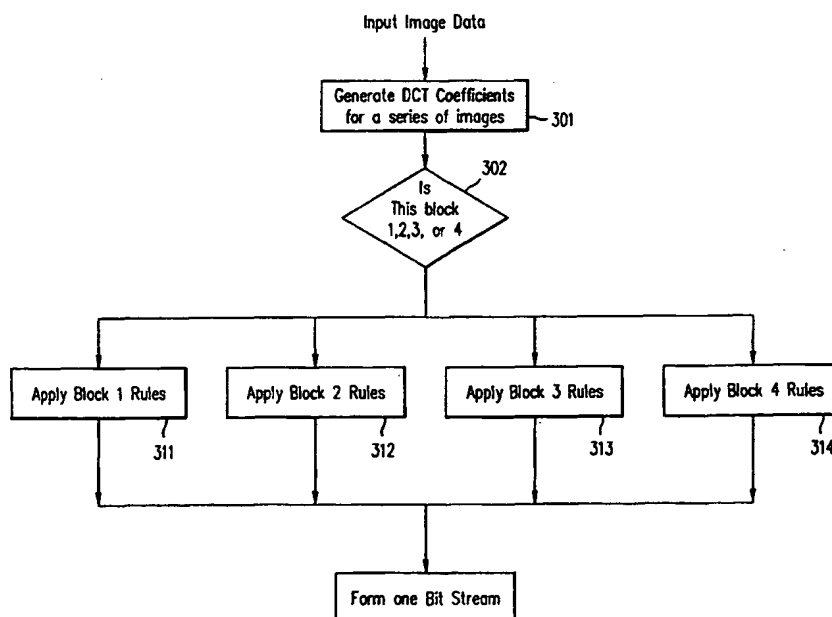 Input Image Data
Generate DCT Coefficients
for a series of images
301
302
Is
This block
1,2,3, or 4
Apply Block 1 Rules
Apply Block 2 Rules
Apply Block 3 Rules
Apply Block 4 Rules
311
312
313
314
Form one Bit Stream